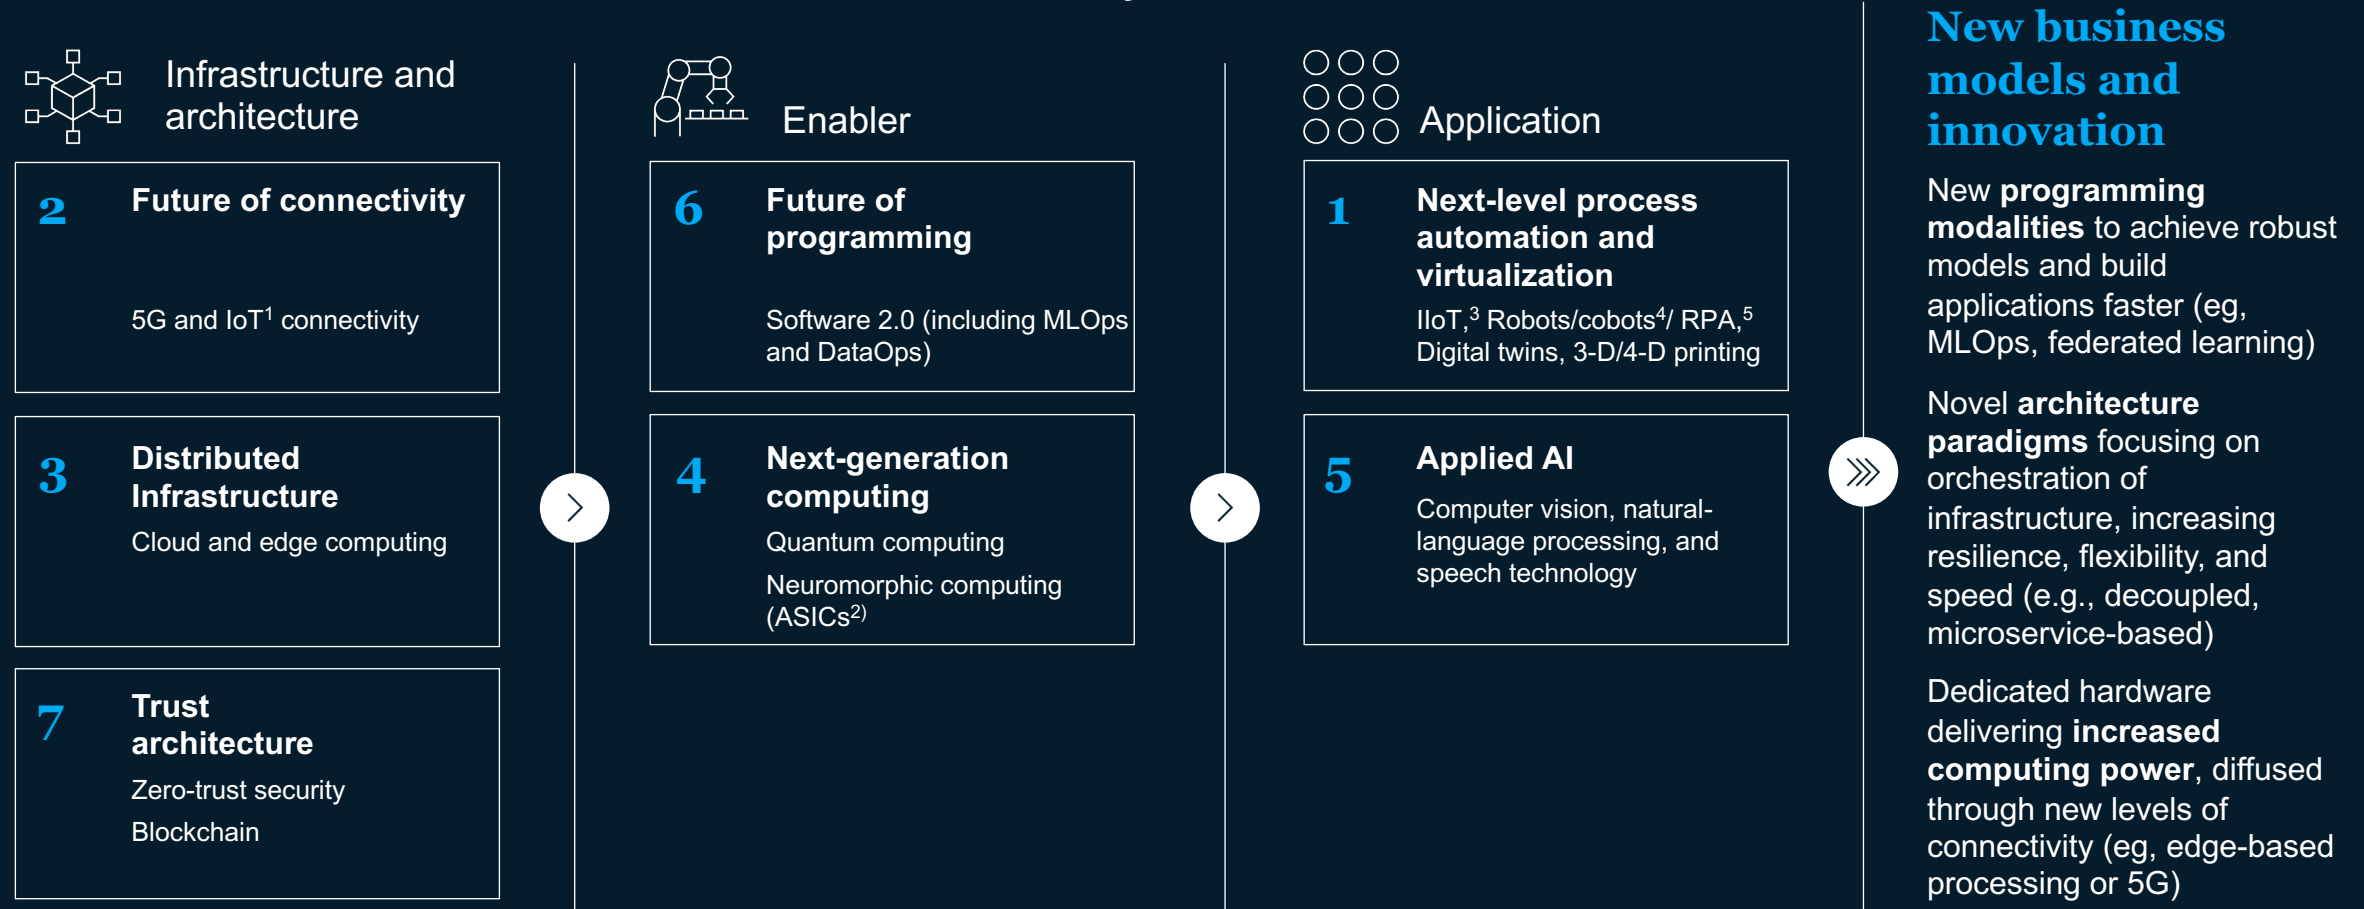 Infrastructure and
architecture
2
Future of connectivity
5G and IoT¹ connectivity
3
Distributed
Infrastructure
Cloud and edge computing
7
Trust
architecture
Zero-trust security
Blockchain
Enabler
6
Future of
programming
Software 2.0 (including MLOps
and DataOps)
4
Next-generation
computing
Quantum computing
Neuromorphic computing
(ASICs²⁾
Application
1
Next-level process
automation and
virtualization
IIoT,³ Robots/cobots⁴/ RPA,⁵
Digital twins, 3-D/4-D printing
5
Applied AI
Computer vision, natural-
language processing, and
speech technology
New business
models and
innovation
New programming
modalities to achieve robust
models and build
applications faster (eg,
MLOps, federated learning)
Novel architecture
paradigms focusing on
orchestration of
infrastructure, increasing
resilience, flexibility, and
speed (e.g., decoupled,
microservice-based)
Dedicated hardware
delivering increased
computing power, diffused
through new levels of
connectivity (eg, edge-based
processing or 5G)